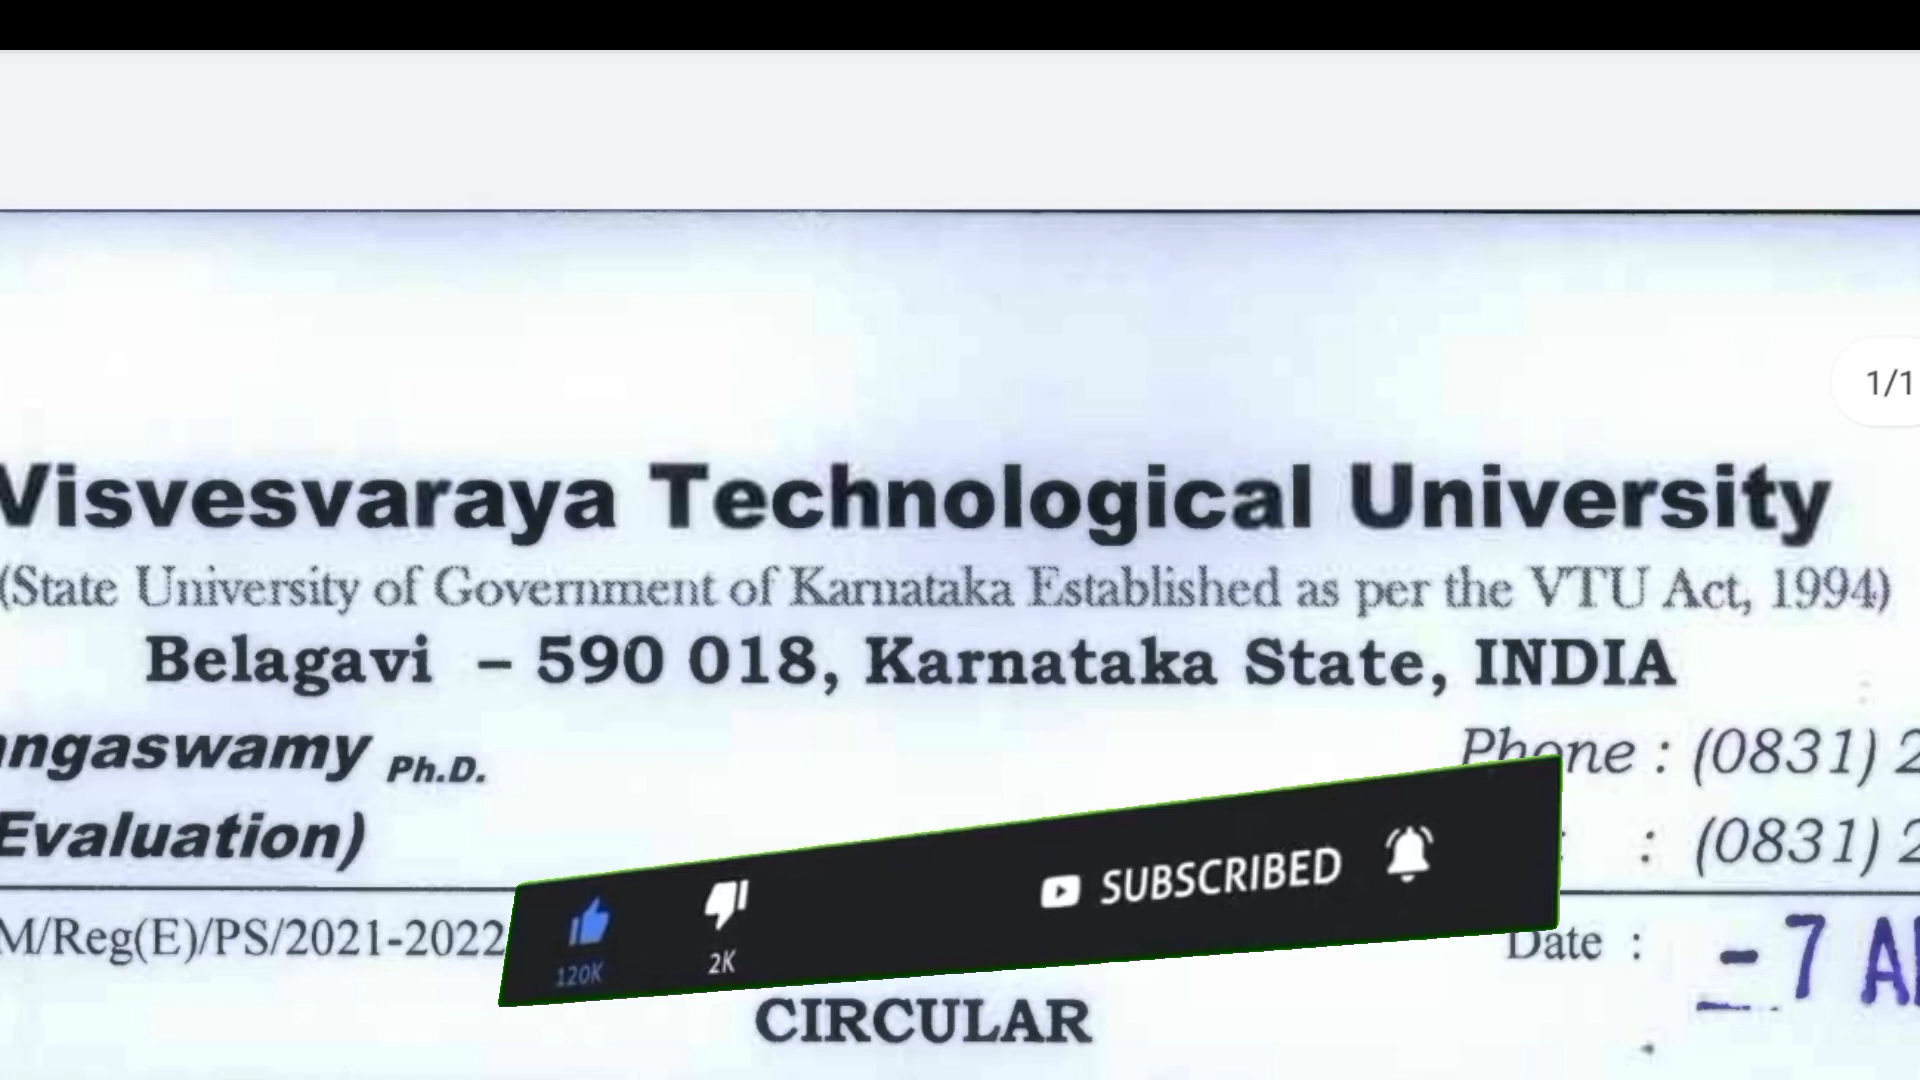 1/1
Visvesvaraya Technological University
(State University of Government of Karnataka Established as per the VTU Act, 1994)
Belagavi – 590 018, Karnataka State, INDIA
ngaswamy Ph.D. Phone : (0831) 2
Evaluation) : (0831) 2
M/Reg(E)/PS/2021-2022 Date : - 7 A
120K 2K SUBSCRIBED
CIRCULAR